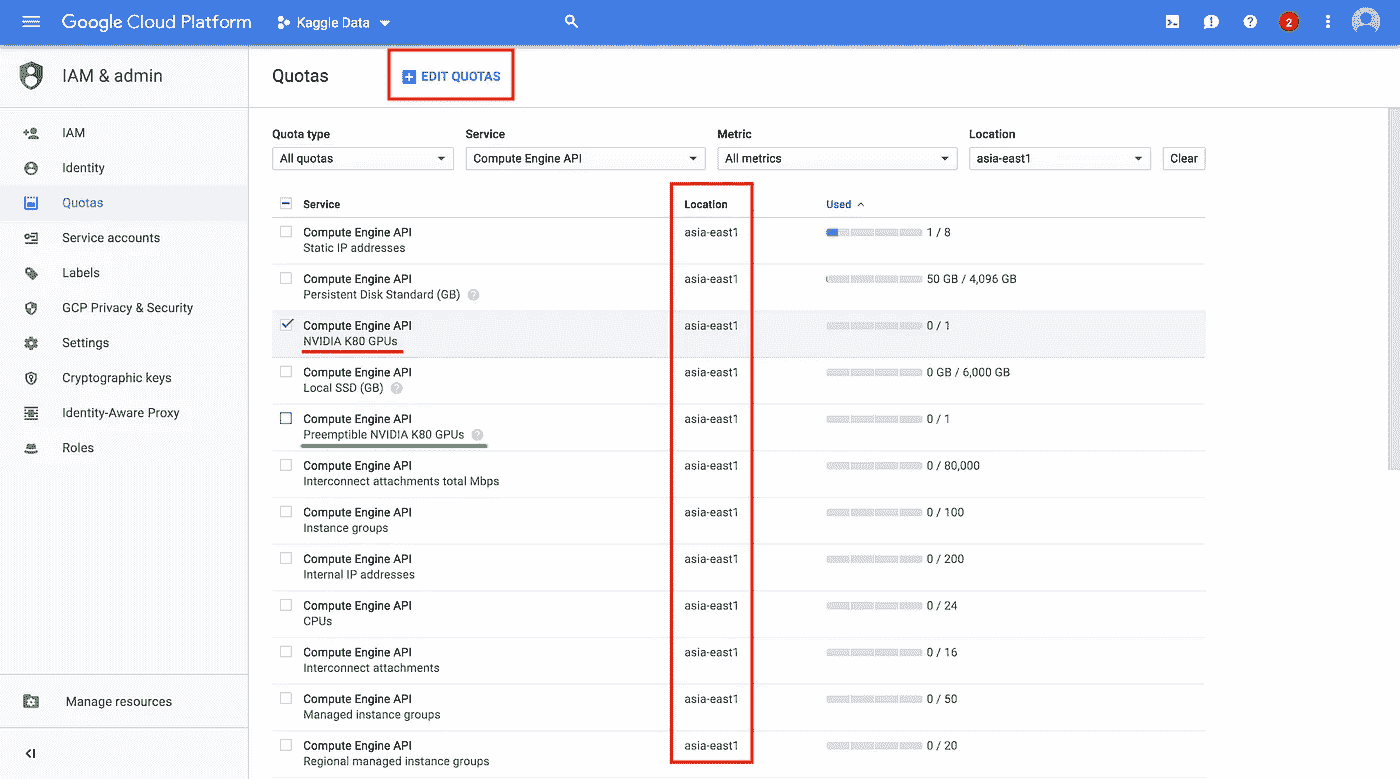 Google Cloud Platform
Kaggle Data
2
IAM & admin
Quotas
EDIT QUOTAS
IAM
Identity
Quotas
Service accounts
Labels
GCP Privacy & Security
Settings
Cryptographic keys
Identity-Aware Proxy
Roles
Manage resources
Quota type
Service
Metric
Location
All quotas
Compute Engine API
All metrics
asia-east1
Clear
Service
Location
Used
Compute Engine API
Static IP addresses
asia-east1
1 / 8
Compute Engine API
Persistent Disk Standard (GB)
asia-east1
50 GB / 4,096 GB
Compute Engine API
NVIDIA K80 GPUs
asia-east1
0 / 1
Compute Engine API
Local SSD (GB)
asia-east1
0 GB / 6,000 GB
Compute Engine API
Preemptible NVIDIA K80 GPUs
asia-east1
0 / 1
Compute Engine API
Interconnect attachments total Mbps
asia-east1
0 / 80,000
Compute Engine API
Instance groups
asia-east1
0 / 100
Compute Engine API
Internal IP addresses
asia-east1
0 / 200
Compute Engine API
CPUs
asia-east1
0 / 24
Compute Engine API
Interconnect attachments
asia-east1
0 / 16
Compute Engine API
Managed instance groups
asia-east1
0 / 50
Compute Engine API
Regional managed instance groups
asia-east1
0 / 20